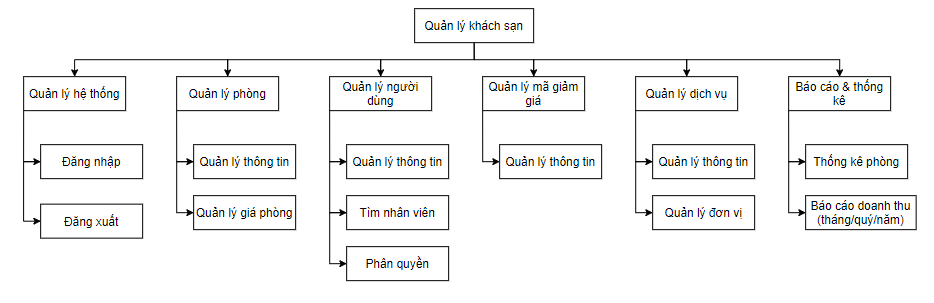 Quản lý khách sạn
Quản lý hệ thống
Quản lý phòng
Quản lý người
dùng
Quản lý mã giảm
giá
Quản lý dịch vụ
Báo cáo & thống
kê
Đăng nhập
Quản lý thông tin
Quản lý thông tin
Quản lý thông tin
Quản lý thông tin
Thống kê phòng
Đăng xuất
Quản lý giá phòng
Tìm nhân viên
Quản lý đơn vị
Báo cáo doanh thu
(tháng/quý/năm)
Phân quyền